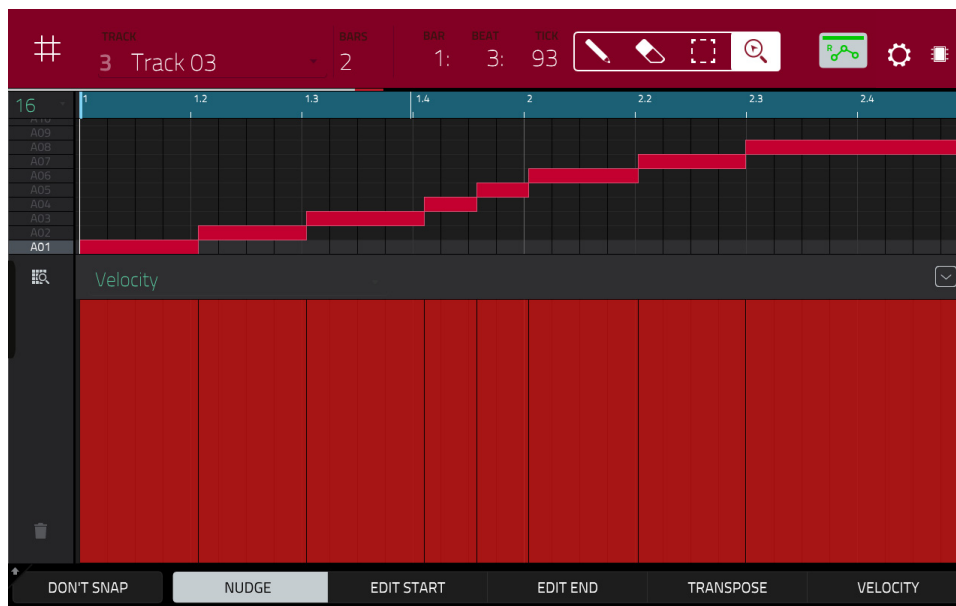 TRACK BARS BAR BEAT TICK
3 Track 03 2 1: 3: 93
R
16 1 1.2 1.3 1.4 2 2.2 2.3 2.4
A10
A09
A08
A07
A06
A05
A04
A03
A02
A01
Velocity
DON'T SNAP NUDGE EDIT START EDIT END TRANSPOSE VELOCITY